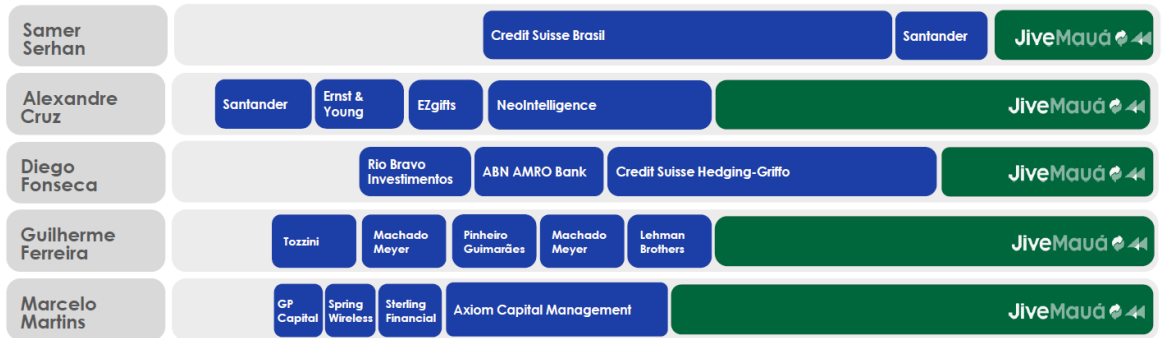 Samer
Serhan
Credit Suisse Brasil
Santander
JiveMauá
Alexandre
Cruz
Santander
Ernst &
Young
EZgifts
NeoIntelligence
JiveMauá
Diego
Fonseca
Rio Bravo
Investimentos
ABN AMRO Bank
Credit Suisse Hedging-Griffo
JiveMauá
Guilherme
Ferreira
Tozzini
Machado
Meyer
Pinheiro
Guimarães
Machado
Meyer
Lehman
Brothers
JiveMauá
Marcelo
Martins
GP
Capital
Spring
Wireless
Sterling
Financial
Axiom Capital Management
JiveMauá